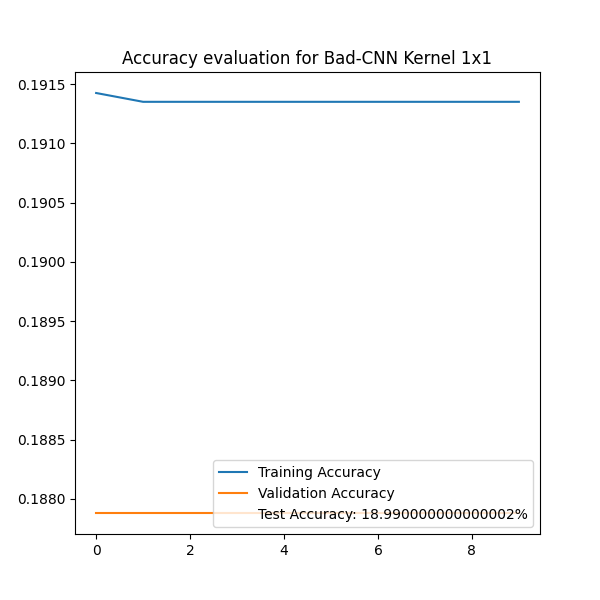 Accuracy evaluation for Bad-CNN Kernel 1x1
0.1915
0.1910
0.1905
0.1900
0.1895
0.1890
0.1885
0.1880
Training Accuracy
Validation Accuracy
Test Accuracy: 18.990000000000002%
0 2 4 6 8